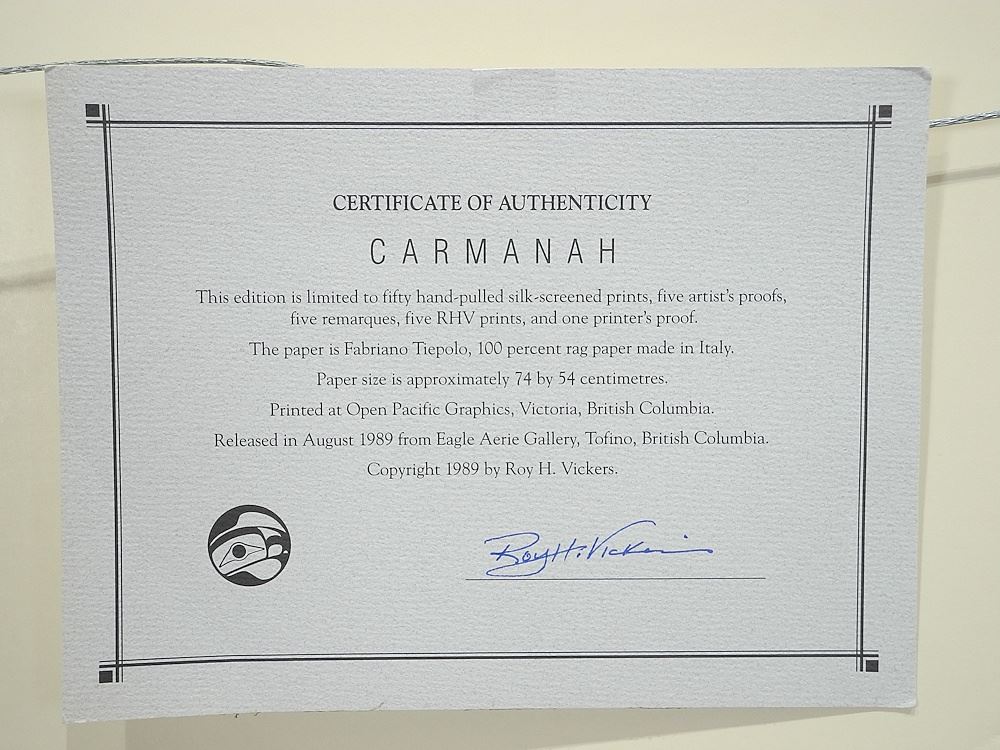 CERTIFICATE OF AUTHENTICITY
CARMANAH
This edition is limited to fifty hand-pulled silk-screened prints, five artist's proofs,
five remarques, five RHV prints, and one printer's proof.
The paper is Fabriano Tiepolo, 100 percent rag paper made in Italy.
Paper size is approximately 74 by 54 centimetres.
Printed at Open Pacific Graphics, Victoria, British Columbia.
Released in August 1989 from Eagle Aerie Gallery, Tofino, British Columbia.
Copyright 1989 by Roy H. Vickers.
Roy H. Vickers